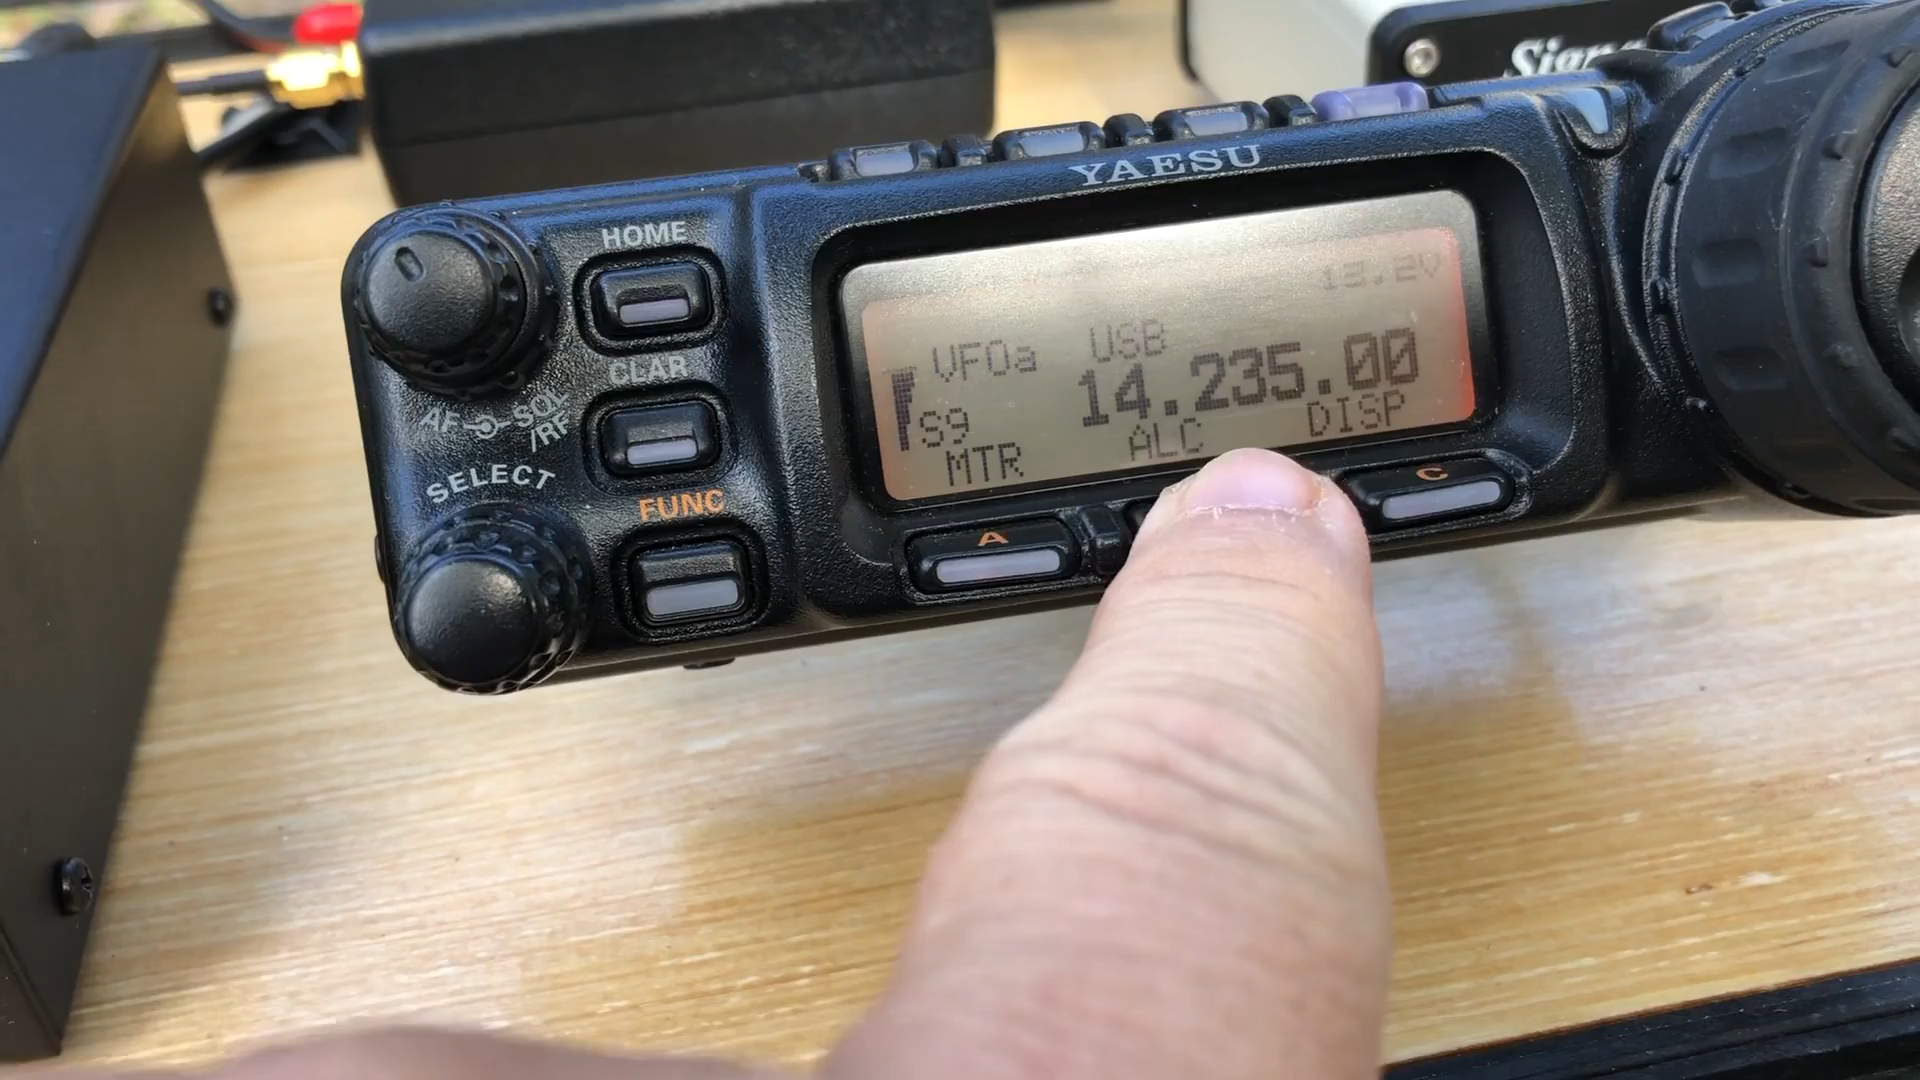 YAESU
HOME
CLAR
AF SQL
/RF
SELECT
FUNC
13.2V
VFOa USB
14.235.00
S9
MTR ALC DISP
A C